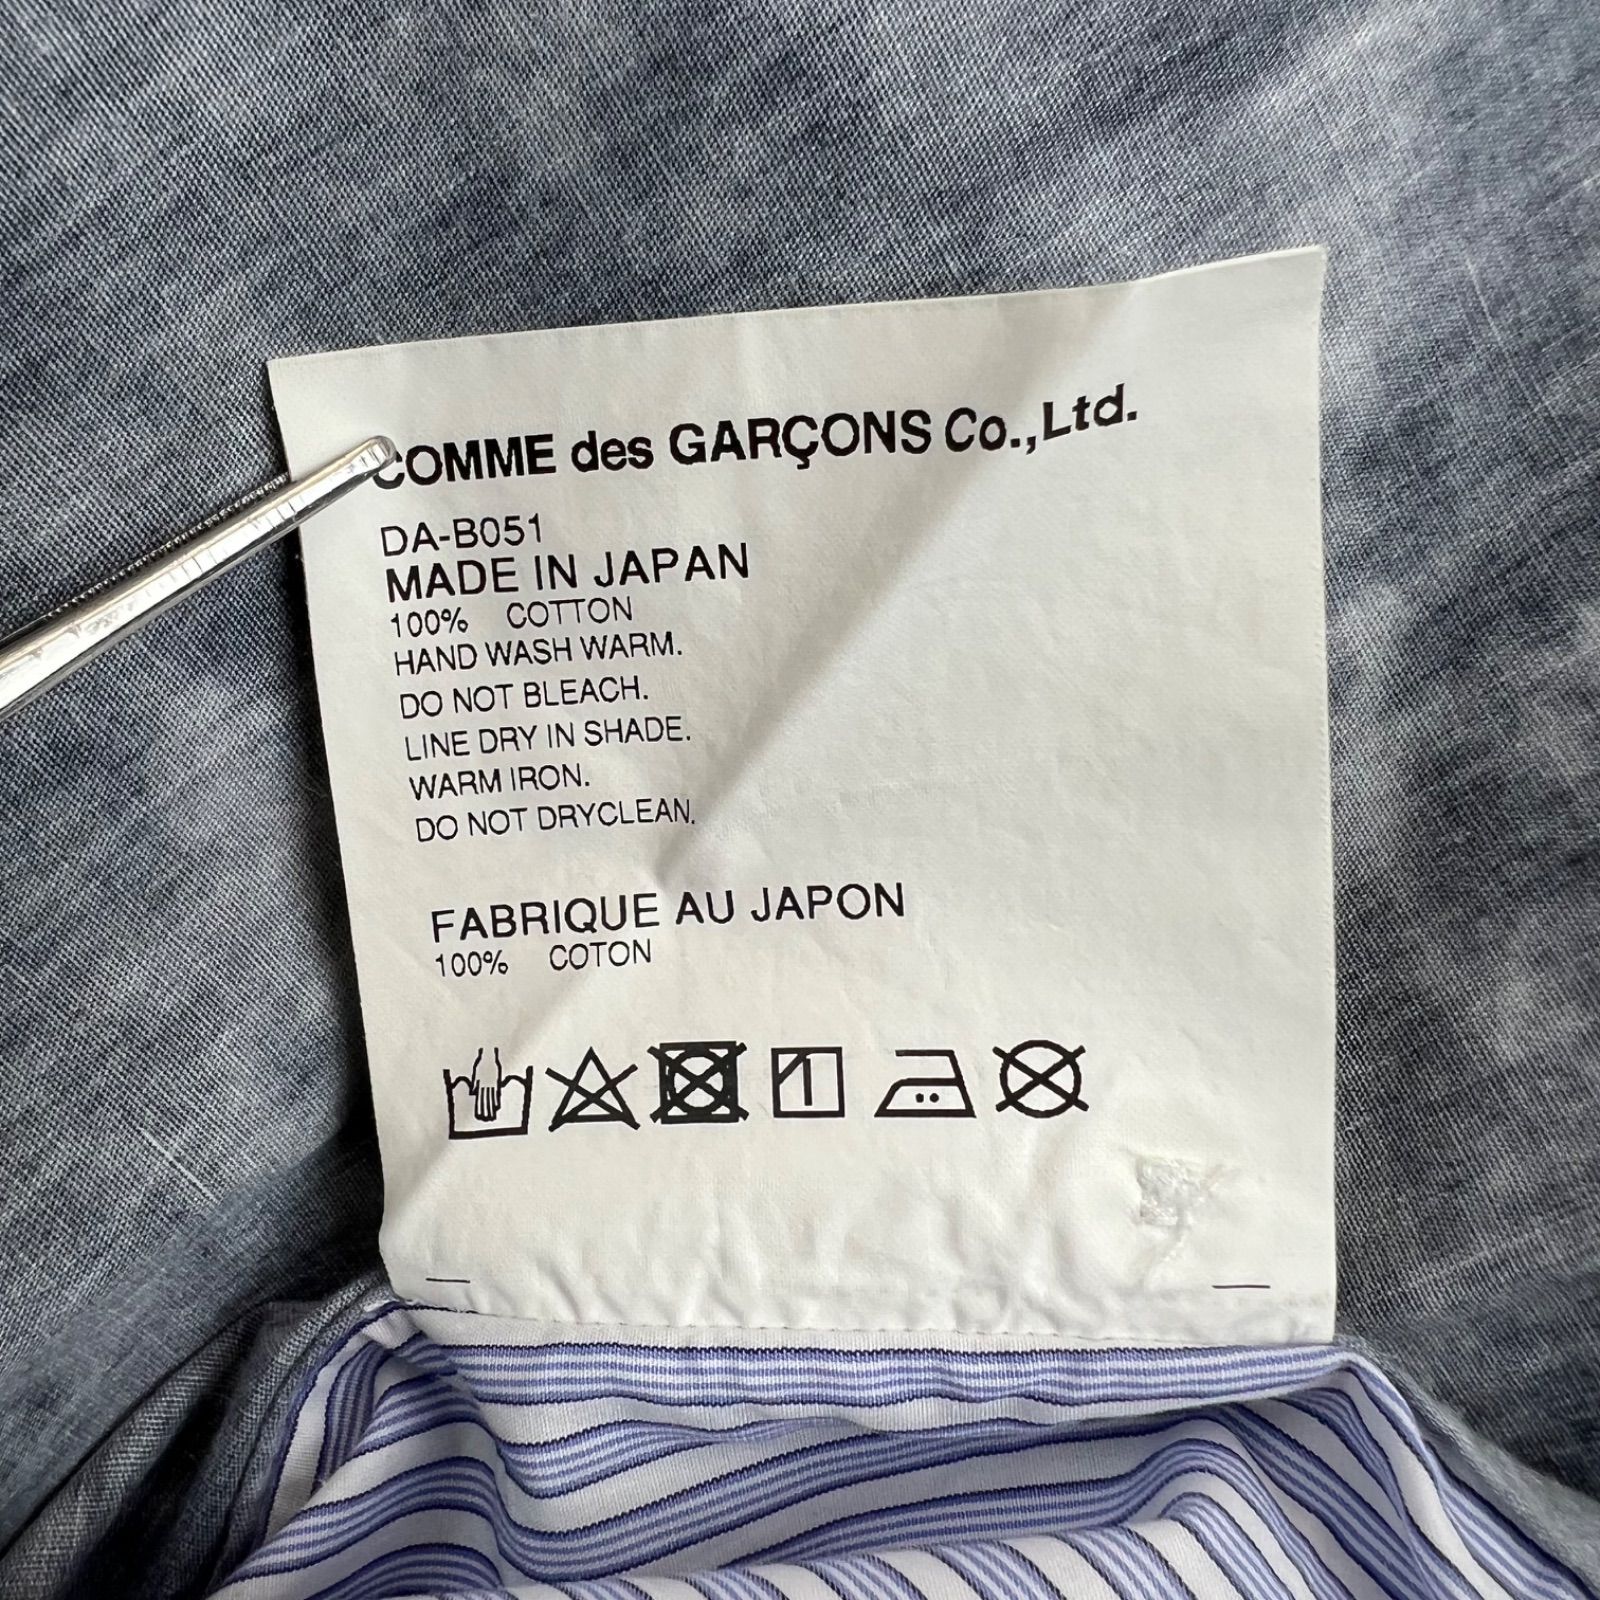 COMME des GARÇONS Co.,Ltd.
DA-B051
MADE IN JAPAN
100% COTTON
HAND WASH WARM.
DO NOT BLEACH.
LINE DRY IN SHADE.
WARM IRON.
DO NOT DRYCLEAN.
FABRIQUE AU JAPON
100% COTON